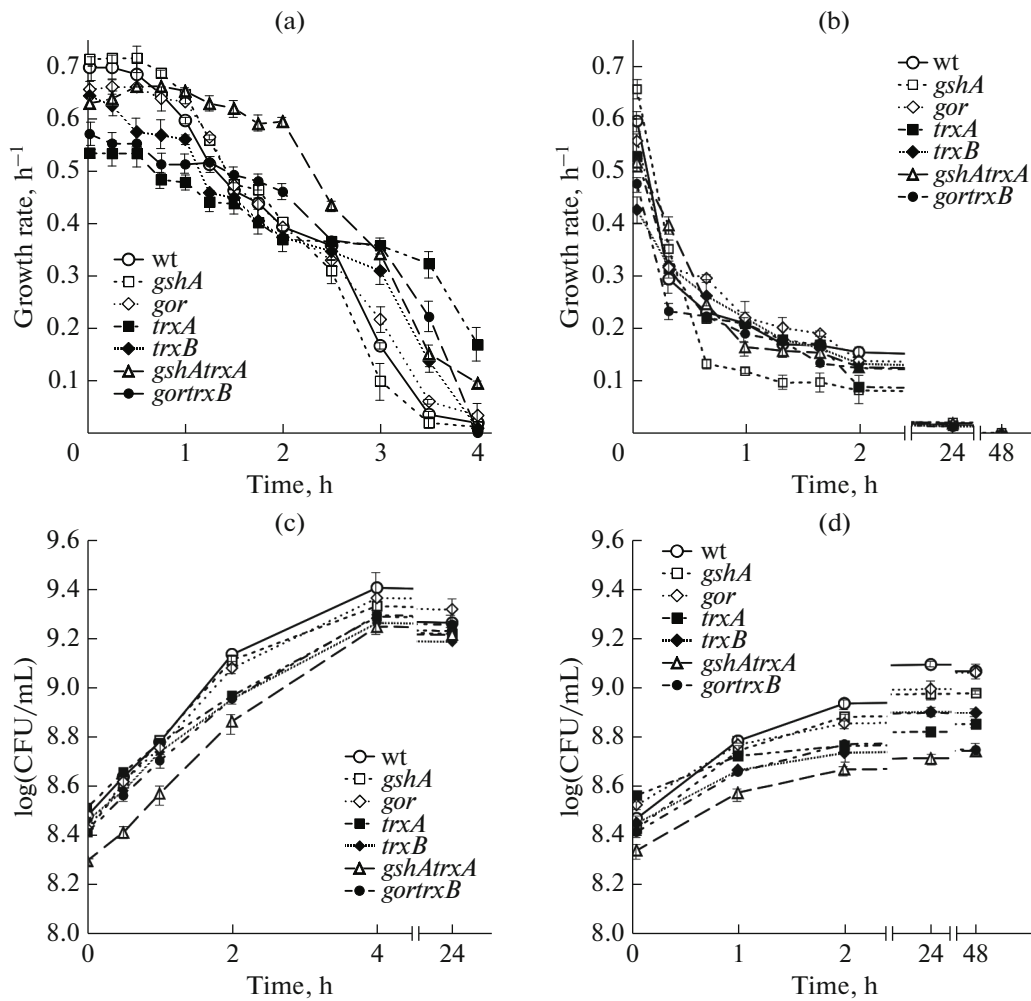 (a)
Growth rate, h⁻¹
0.7
0.6
0.5
0.4
0.3
0.2
0.1
wt
gshA
gor
trxA
trxB
gshAtrxA
gortrxB
0 1 2 3 4
Time, h
(b)
Growth rate, h⁻¹
0.7
0.6
0.5
0.4
0.3
0.2
0.1
wt
gshA
gor
trxA
trxB
gshAtrxA
gortrxB
0 1 2 24 48
Time, h
(c)
log(CFU/mL)
9.6
9.4
9.2
9.0
8.8
8.6
8.4
8.2
8.0
wt
gshA
gor
trxA
trxB
gshAtrxA
gortrxB
0 2 4 24
Time, h
(d)
log(CFU/mL)
9.6
9.4
9.2
9.0
8.8
8.6
8.4
8.2
8.0
wt
gshA
gor
trxA
trxB
gshAtrxA
gortrxB
0 1 2 24 48
Time, h